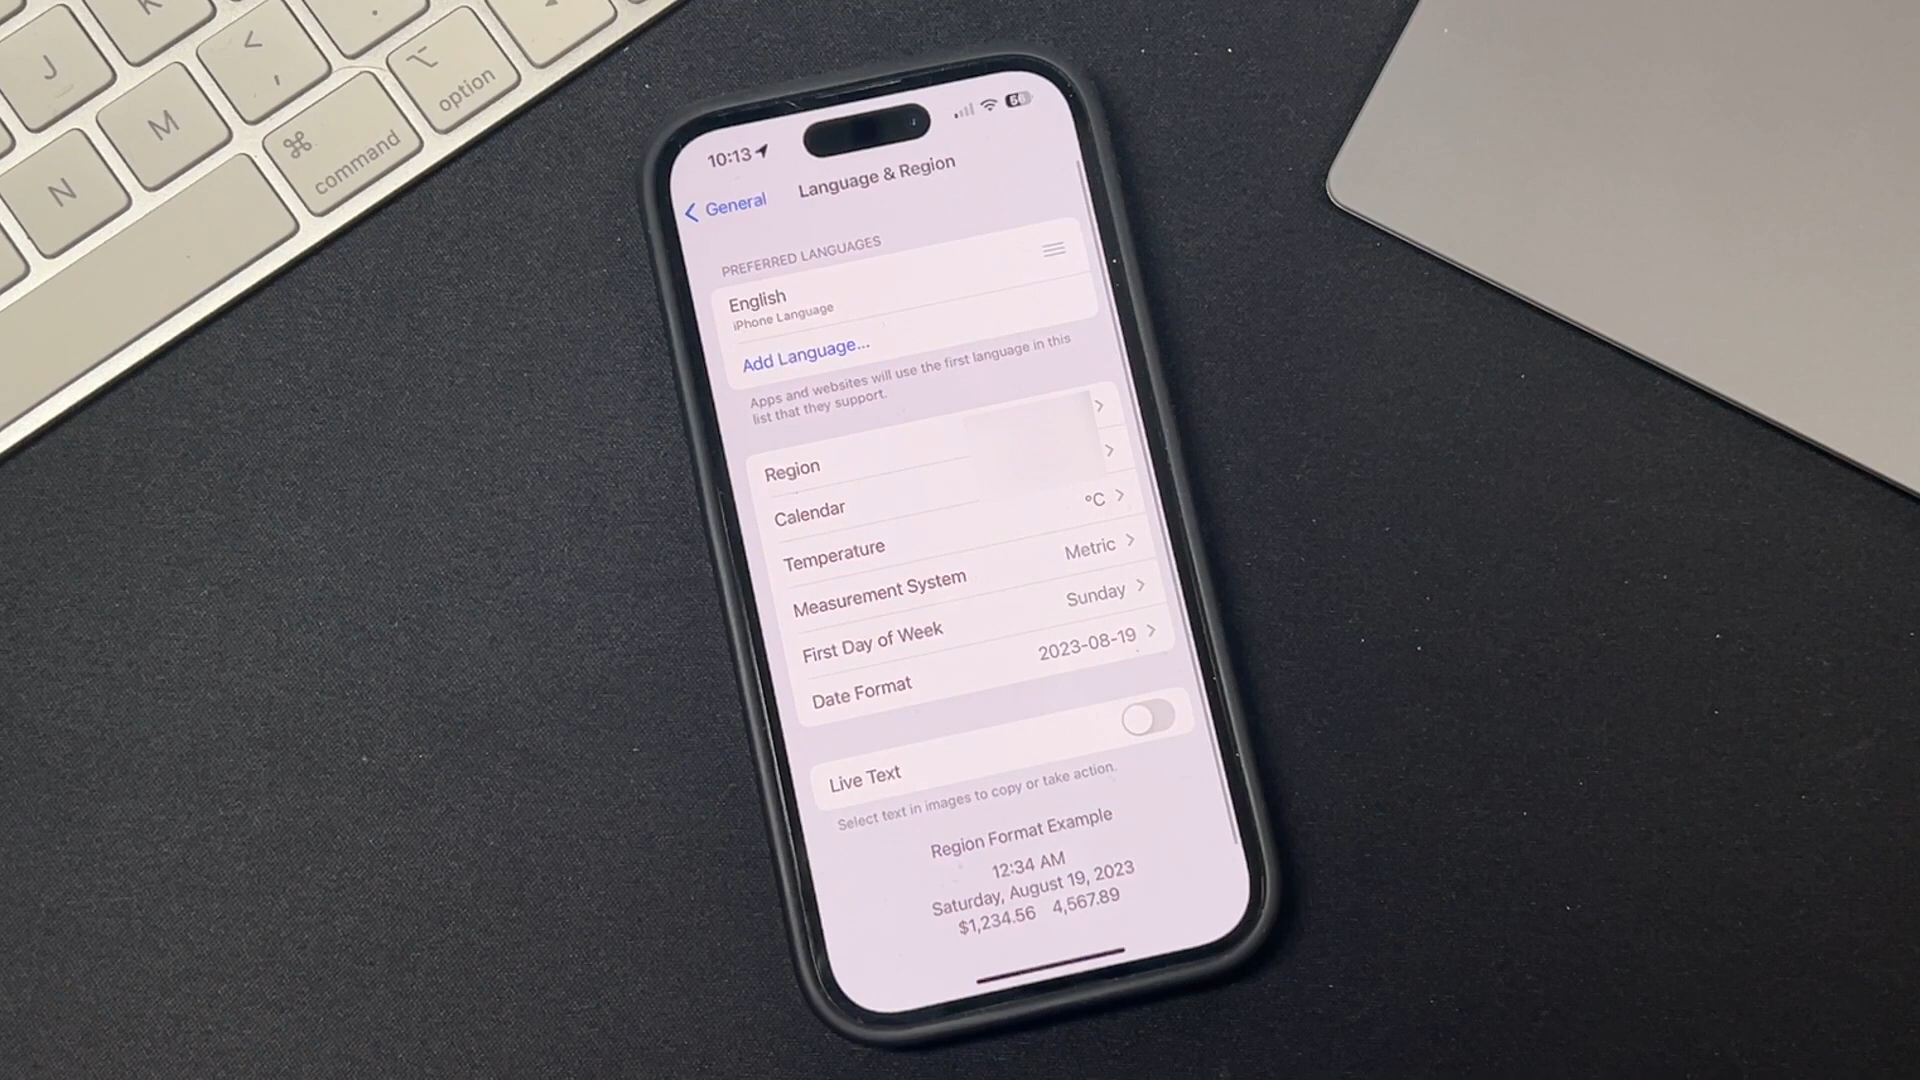 K
J
<
,
.
option
M
⌘
command
N
10:13
56
General
Language & Region
PREFERRED LANGUAGES
English
iPhone Language
Add Language...
Apps and websites will use the first language in this
list that they support.
Region
Calendar
Temperature °C
Measurement System Metric
First Day of Week Sunday
Date Format 2023-08-19
Live Text
Select text in images to copy or take action.
Region Format Example
12:34 AM
Saturday, August 19, 2023
$1,234.56 4,567.89